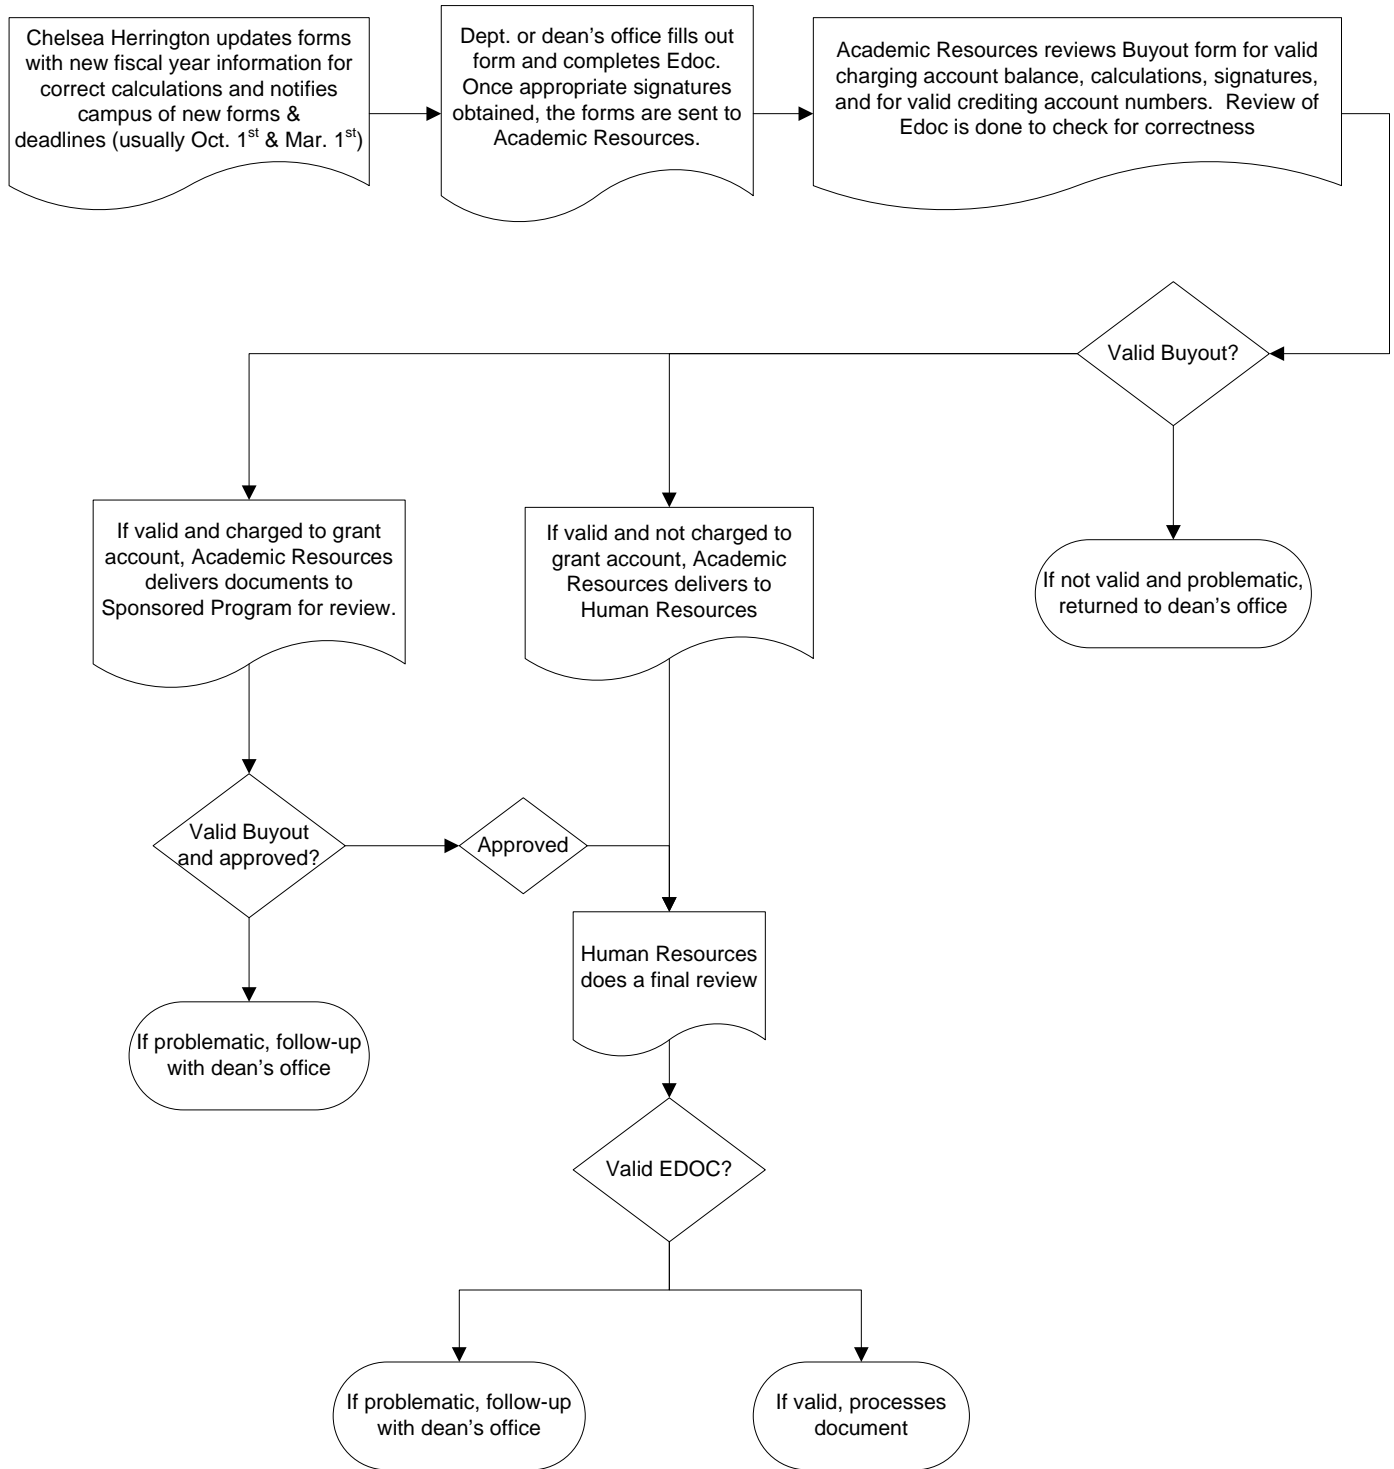 Chelsea Herrington updates forms
with new fiscal year information for
correct calculations and notifies
campus of new forms &
deadlines (usually Oct. 1st & Mar. 1st)
Dept. or dean's office fills out
form and completes Edoc.
Once appropriate signatures
obtained, the forms are sent to
Academic Resources.
Academic Resources reviews Buyout form for valid
charging account balance, calculations, signatures,
and for valid crediting account numbers.  Review of
Edoc is done to check for correctness
Valid Buyout?
If valid and charged to grant
account, Academic Resources
delivers documents to
Sponsored Program for review.
If valid and not charged to
grant account, Academic
Resources delivers to
Human Resources
If not valid and problematic,
returned to dean's office
Valid Buyout
and approved?
Approved
Human Resources
does a final review
If problematic, follow-up
with dean's office
Valid EDOC?
If problematic, follow-up
with dean's office
If valid, processes
document